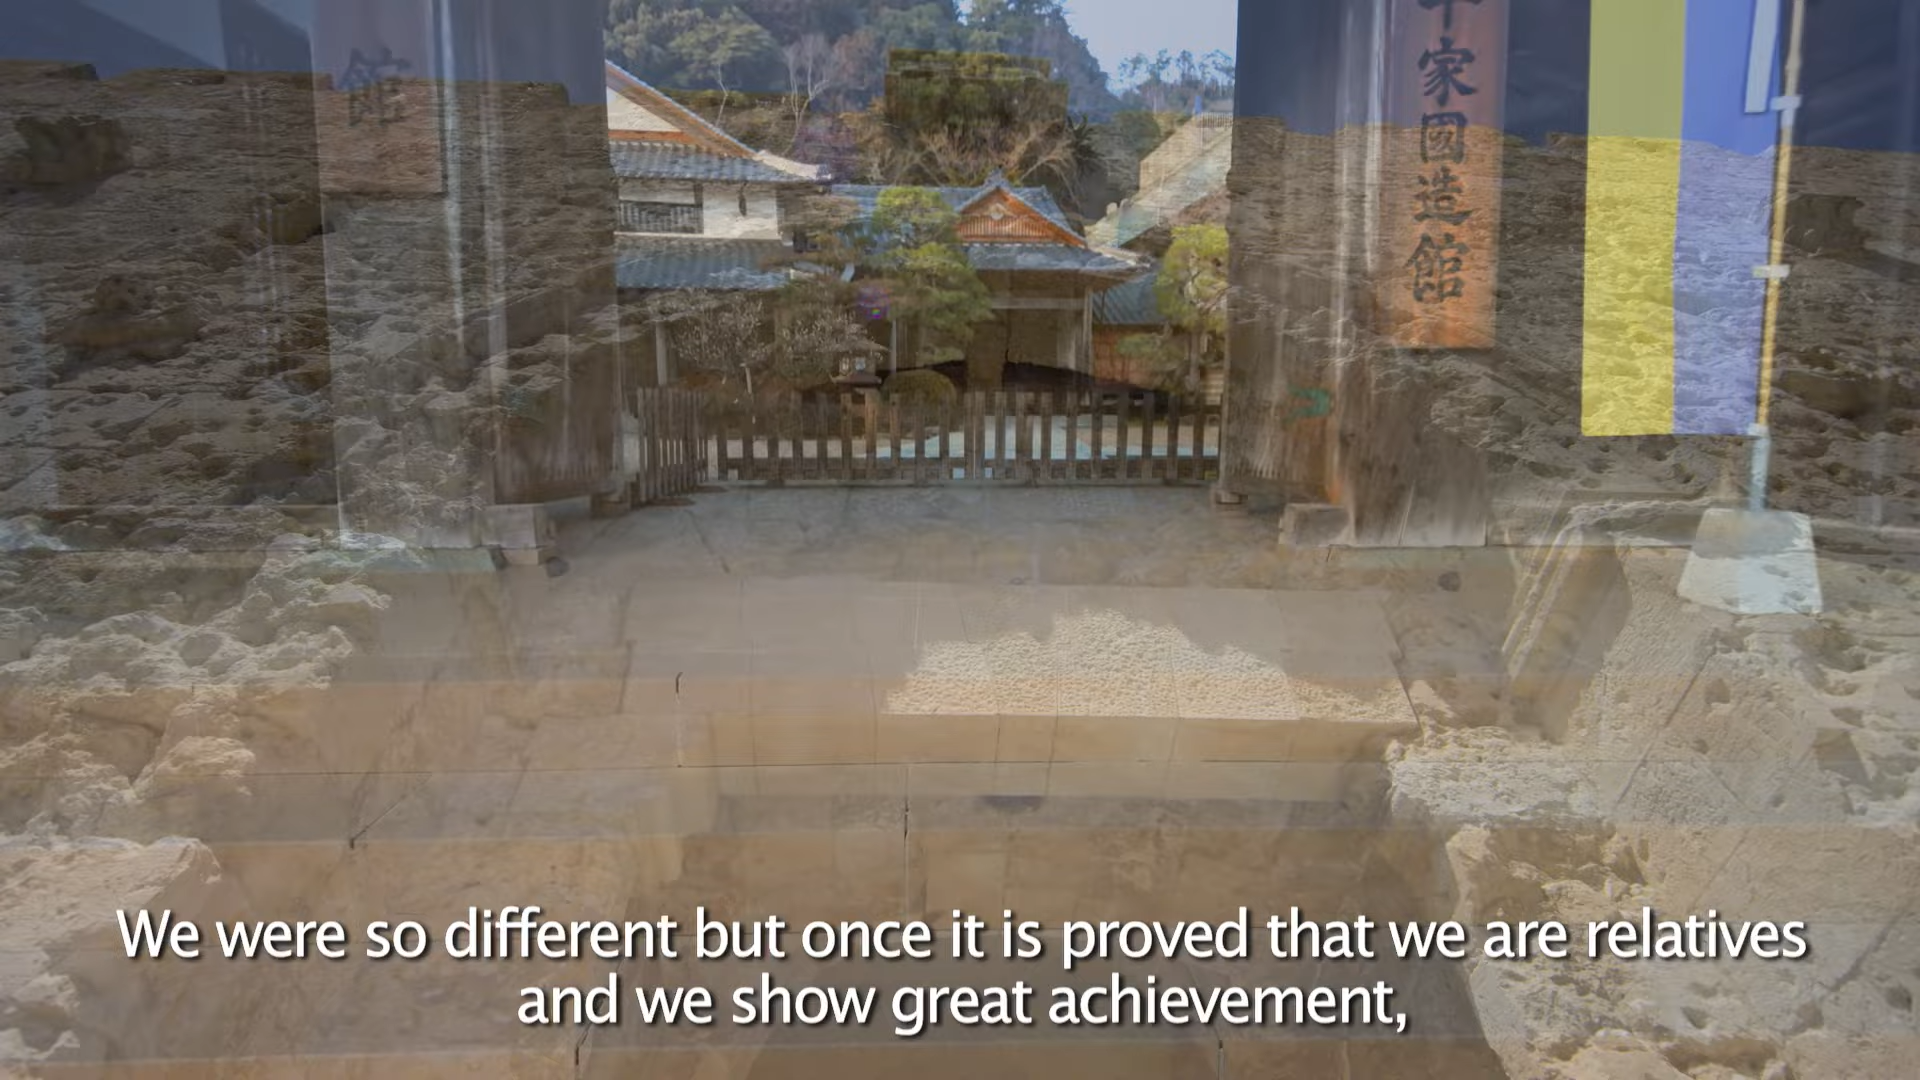 館
家國造館
We were so different but once it is proved that we are relatives
and we show great achievement,